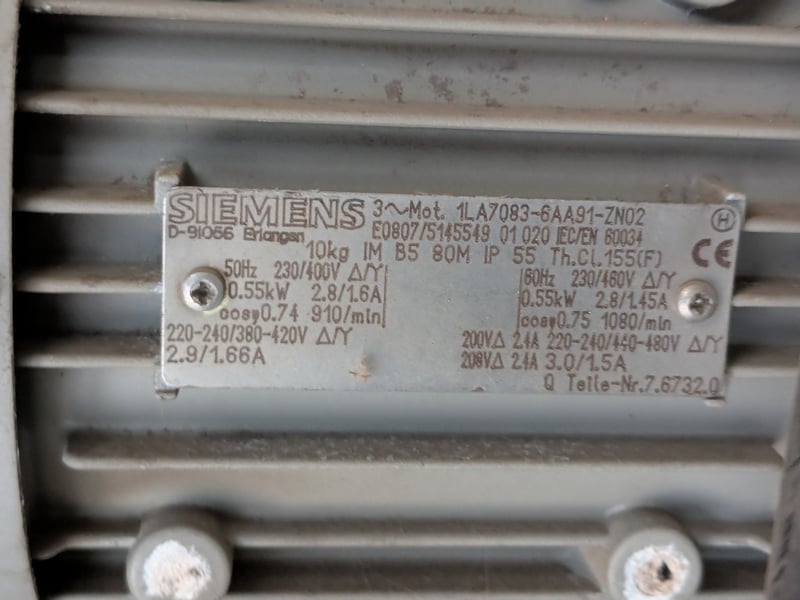 SIEMENS 3~Mot. 1LA7083-6AA91-ZN02 H
D-91056 Erlangen E0807/5145549 01 020 IEC/EN 60034
10kg IM B5 80M IP 55 Th.Cl.155(F) CE
50Hz 230/400V Δ/Y 60Hz 230/460V Δ/Y
0.55kW 2.8/1.6A 0.55kW 2.8/1.45A
cosφ0.74 910/min cosφ0.75 1080/min
220-240/380-420V Δ/Y 200VΔ 2.4A 220-240/440-480V Δ/Y
2.9/1.66A 208VΔ 2.4A 3.0/1.5A
Q Teile-Nr.7.6732.0